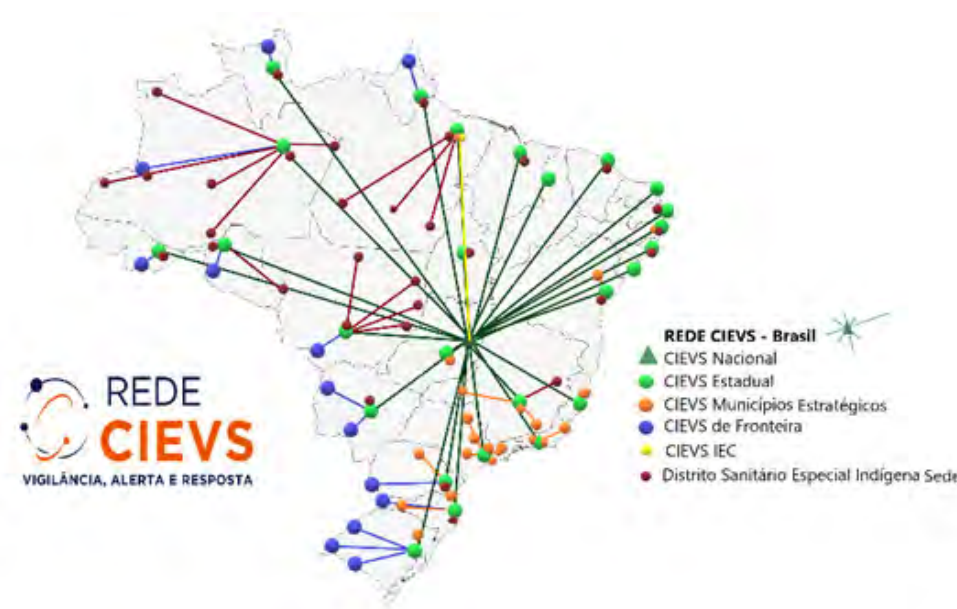 REDE
CIEVS
VIGILÂNCIA, ALERTA E RESPOSTA
REDE CIEVS - Brasil
CIEVS Nacional
CIEVS Estadual
CIEVS Municípios Estratégicos
CIEVS de Fronteira
CIEVS IEC
Distrito Sanitário Especial Indígena Sede